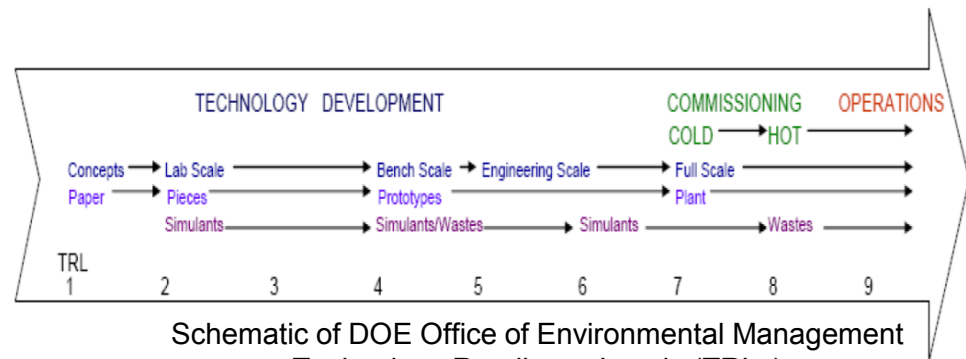 TECHNOLOGY DEVELOPMENT COMMISSIONING OPERATIONS
COLD HOT
Concepts Lab Scale Bench Scale Engineering Scale Full Scale
Paper Pieces Prototypes Plant
Simulants Simulants/Wastes Simulants Wastes
TRL
1 2 3 4 5 6 7 8 9
Schematic of DOE Office of Environmental Management